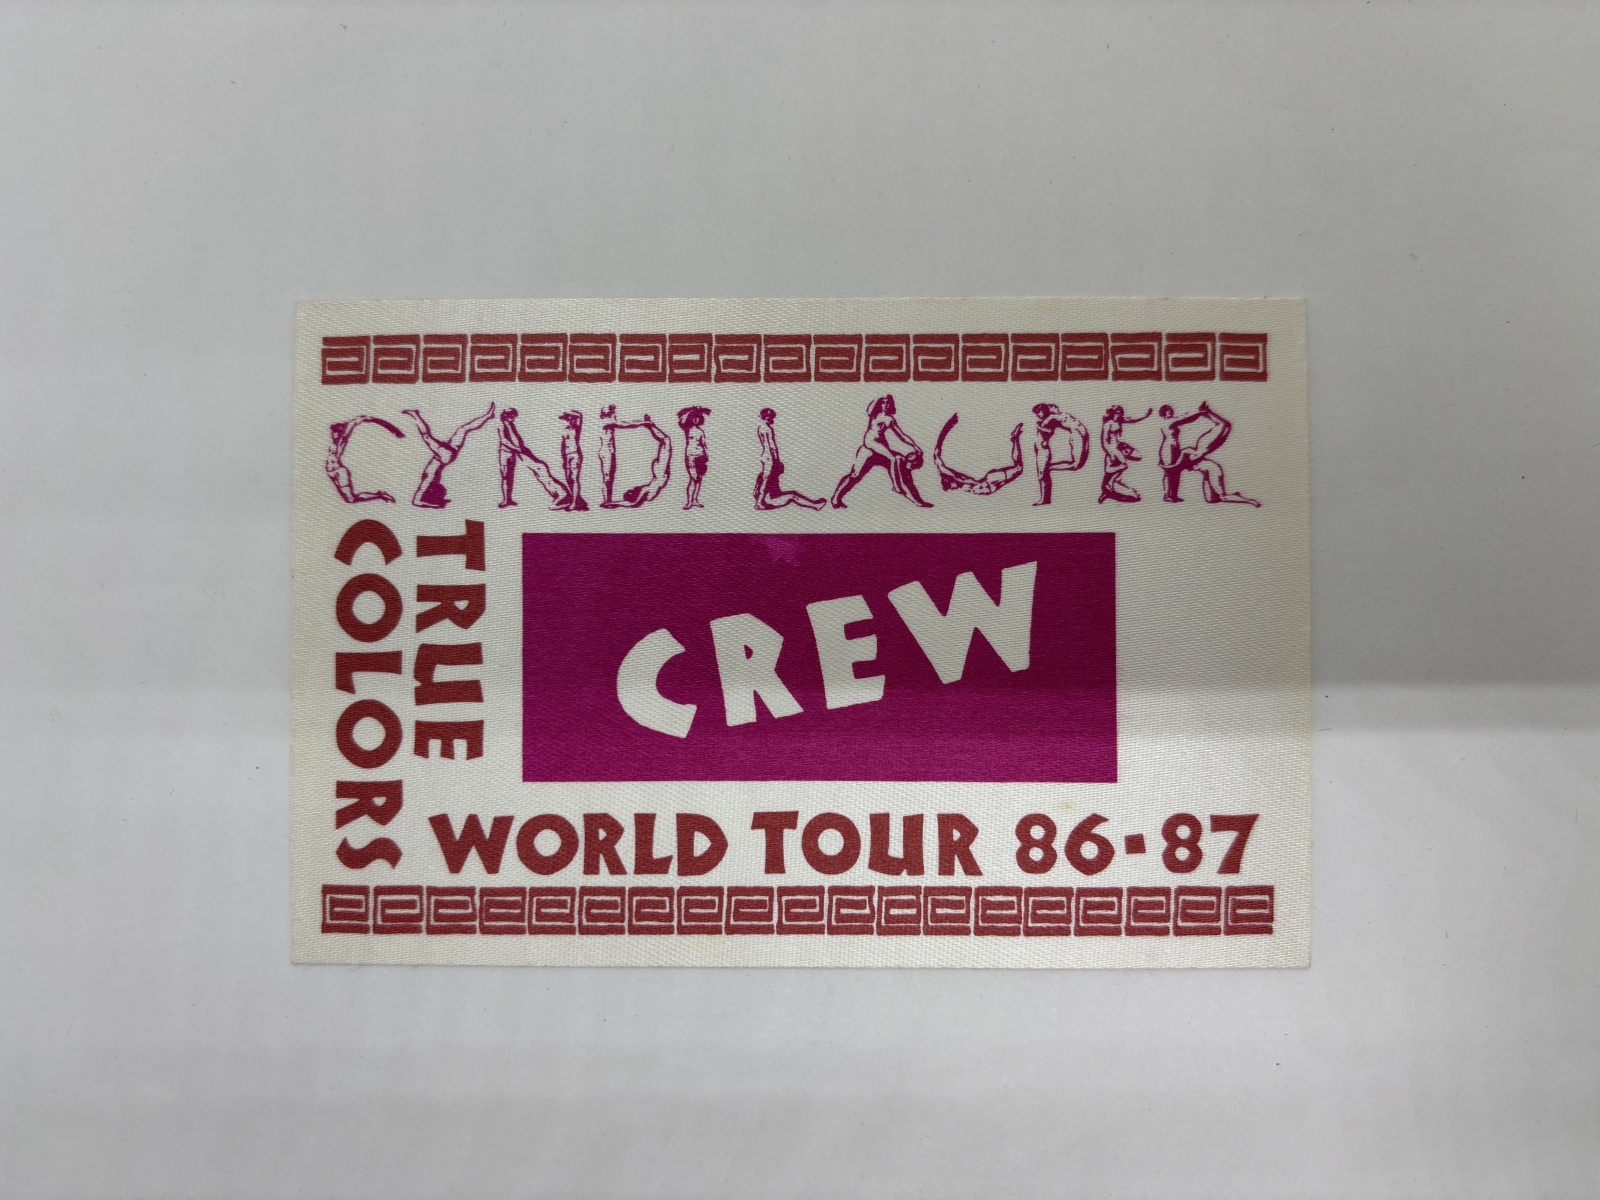 CYNDI LAUPER
TRUE
COLORS
CREW
WORLD TOUR 86-87